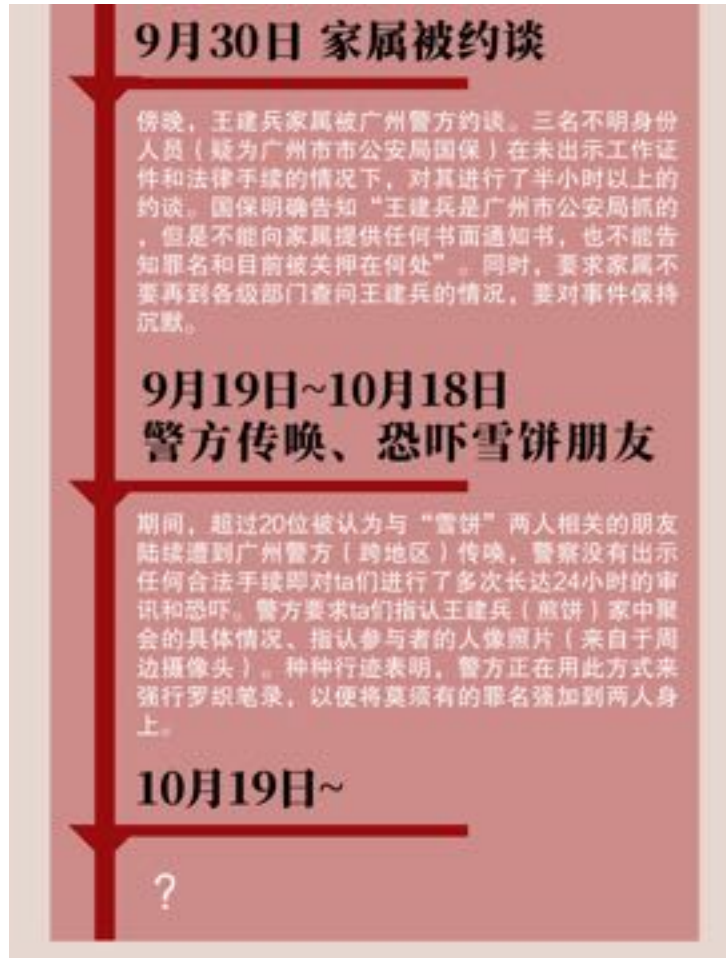 9月30日 家属被约谈
傍晚，王建兵家属被广州警方约谈。三名不明身份
人员（疑为广州市市公安局国保）在未出示工作证
件和法律手续的情况下，对其进行了半小时以上的
约谈。国保明确告知“王建兵是广州市公安局抓的
，但是不能向家属提供任何书面通知书，也不能告
知罪名和目前被关押在何处”。同时，要求家属不
要再到各级部门查问王建兵的情况，要对事件保持
沉默。
9月19日~10月18日
警方传唤、恐吓雪饼朋友
期间，超过20位被认为与“雪饼”两人相关的朋友
陆续遭到广州警方（跨地区）传唤，警察没有出示
任何合法手续即对ta们进行了多次长达24小时的审
讯和恐吓。警方要求ta们指认王建兵（煎饼）家中聚
会的具体情况、指认参与者的人像照片（来自于周
边摄像头）。种种行迹表明，警方正在用此方式来
强行罗织笔录，以便将莫须有的罪名强加到两人身
上。
10月19日~
？